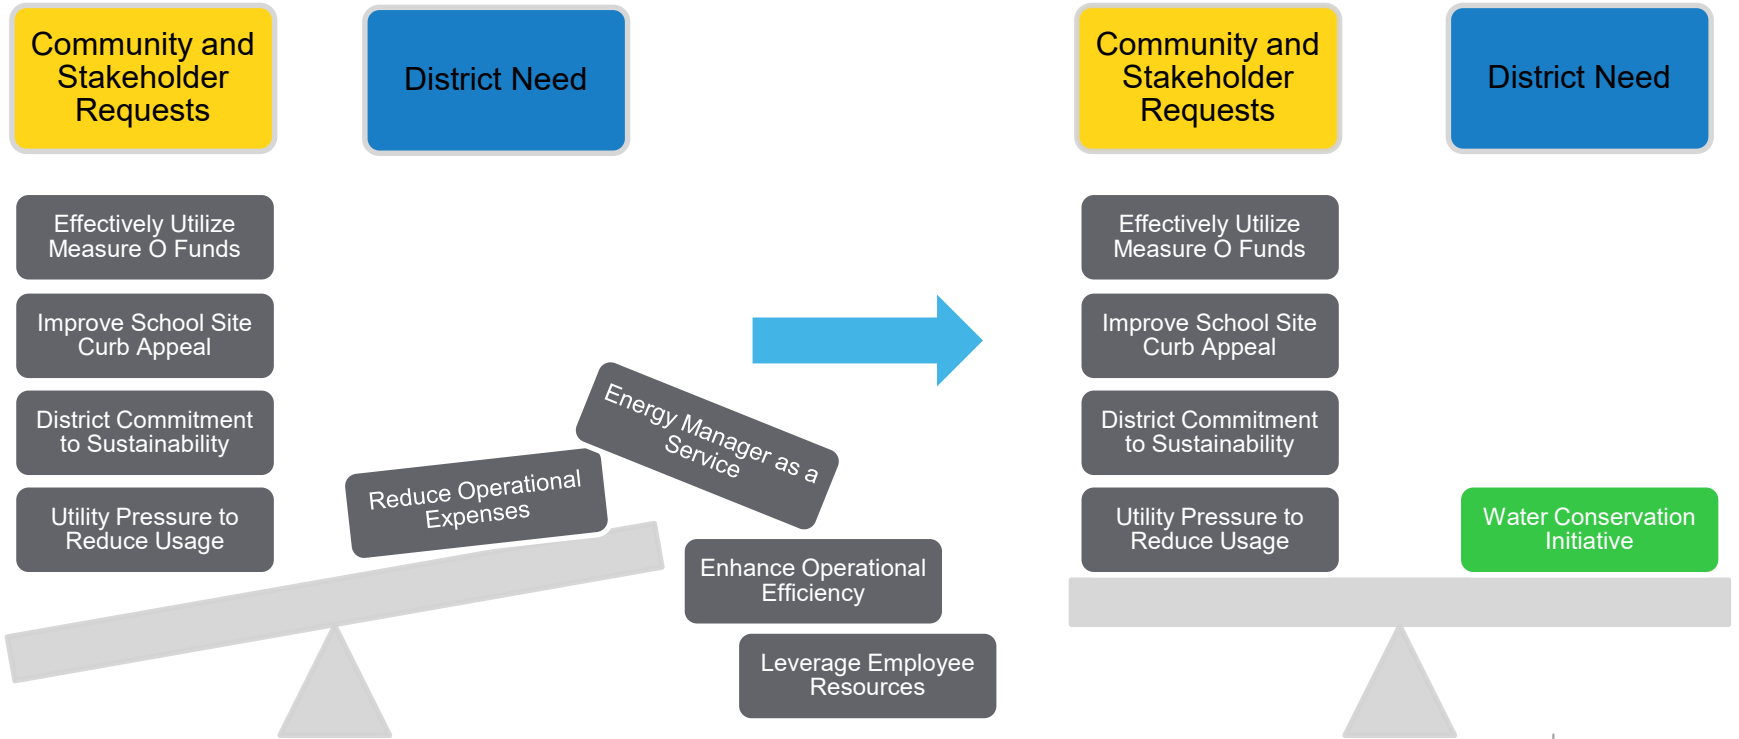 Community and
Stakeholder
Requests
District Need
Effectively Utilize
Measure O Funds
Improve School Site
Curb Appeal
District Commitment
to Sustainability
Utility Pressure to
Reduce Usage
Reduce Operational
Expenses
Energy Manager as a
Service
Enhance Operational
Efficiency
Leverage Employee
Resources
Community and
Stakeholder
Requests
District Need
Effectively Utilize
Measure O Funds
Improve School Site
Curb Appeal
District Commitment
to Sustainability
Utility Pressure to
Reduce Usage
Water Conservation
Initiative